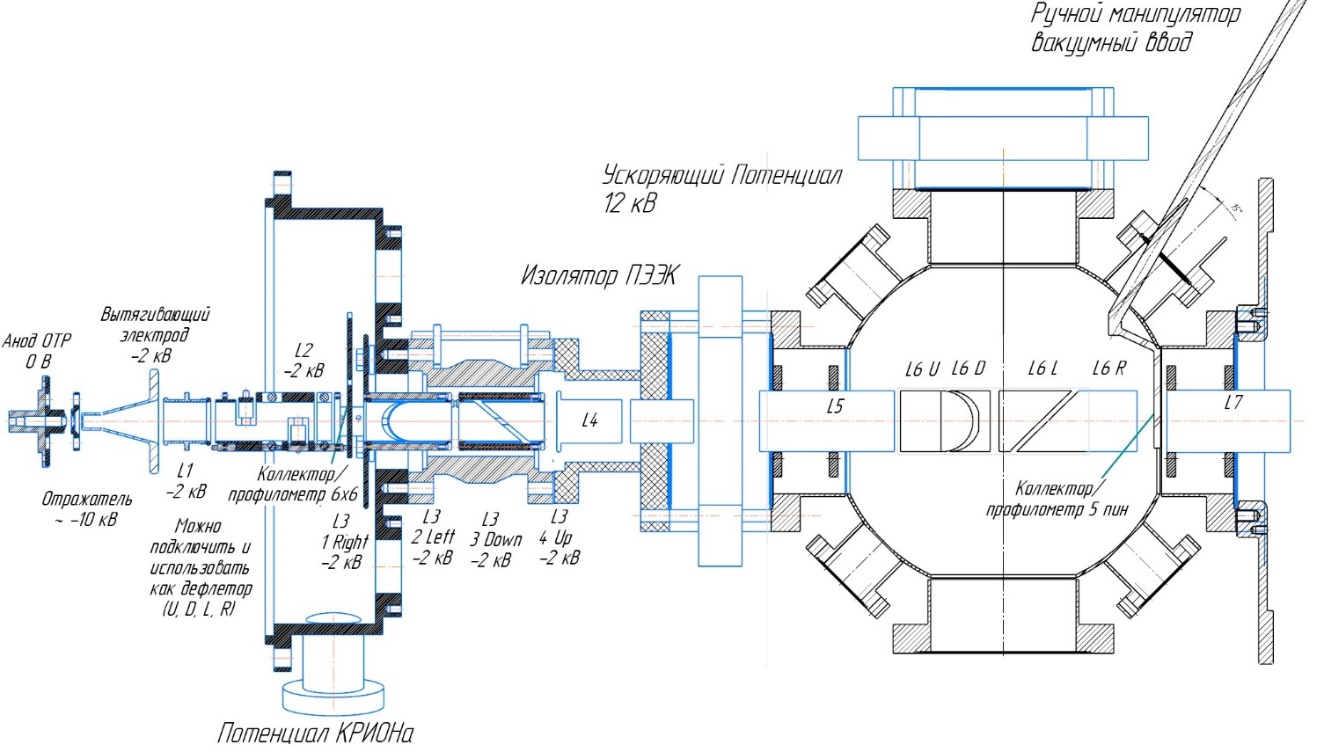 Ручной манипулятор
вакуумный ввод
Ускоряющий Потенциал
12 кВ
Изолятор ПЭЭК
Анод ОТР
0 В
Вытягивающий
электрод
-2 кВ
L2
-2 кВ
L4
L5
L6 U
L6 D
L6 L
L6 R
L7
L1
-2 кВ
Коллектор/
профилометр 6х6
Отражатель
~ -10 кВ
Можно
подключить и
использовать
как дефлетор
(U, D, L, R)
L3
1 Right
-2 кВ
L3
2 Left
-2 кВ
L3
3 Down
-2 кВ
L3
4 Up
-2 кВ
Коллектор/
профилометр 5 пин
Потенциал КРИОНа